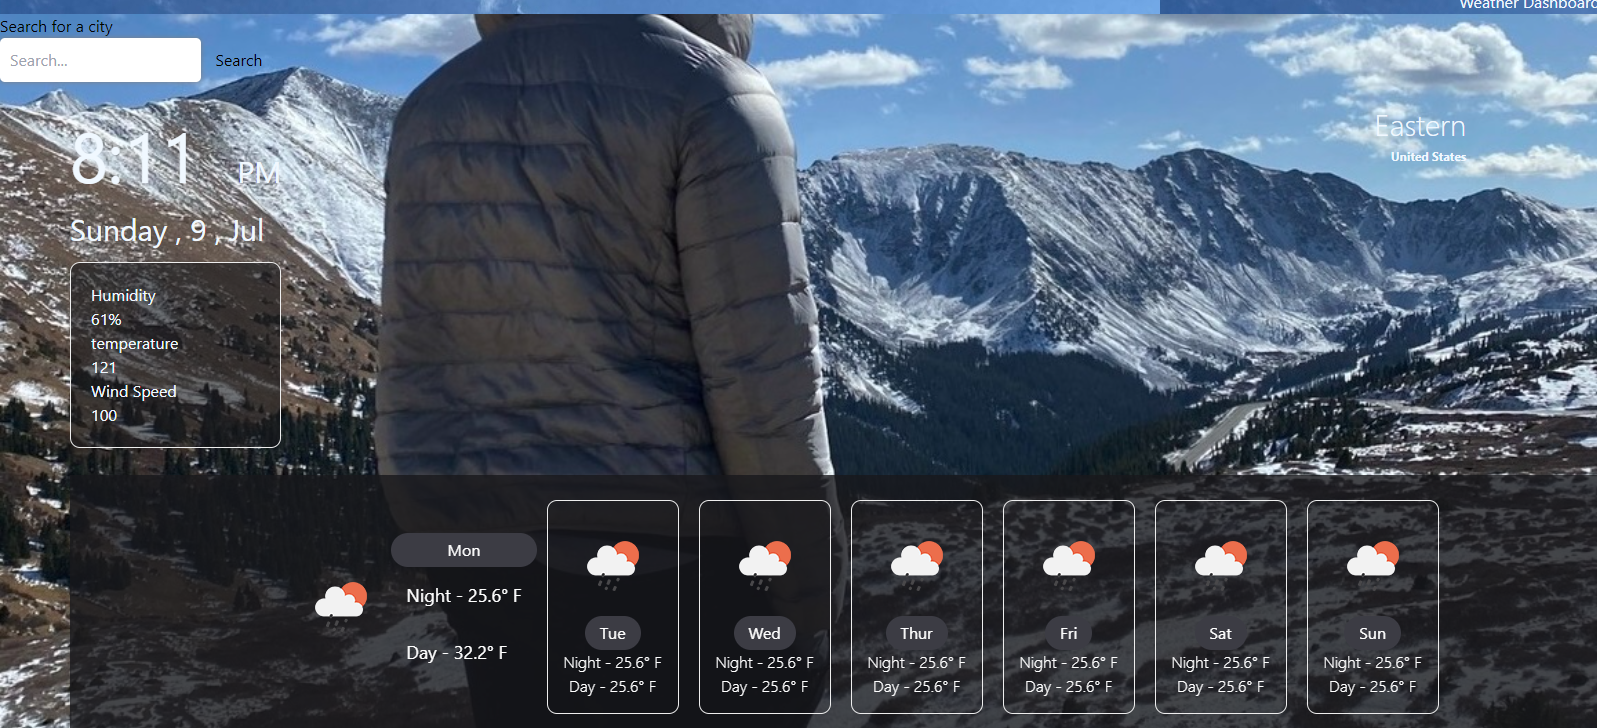 Weather Dashboard
Search for a city
Search...
Search
8:11 PM
Eastern
United States
Sunday , 9 , Jul
Humidity
61%
temperature
121
Wind Speed
100
Mon
Night - 25.6° F
Day - 32.2° F
Tue
Night - 25.6° F
Day - 25.6° F
Wed
Night - 25.6° F
Day - 25.6° F
Thur
Night - 25.6° F
Day - 25.6° F
Fri
Night - 25.6° F
Day - 25.6° F
Sat
Night - 25.6° F
Day - 25.6° F
Sun
Night - 25.6° F
Day - 25.6° F